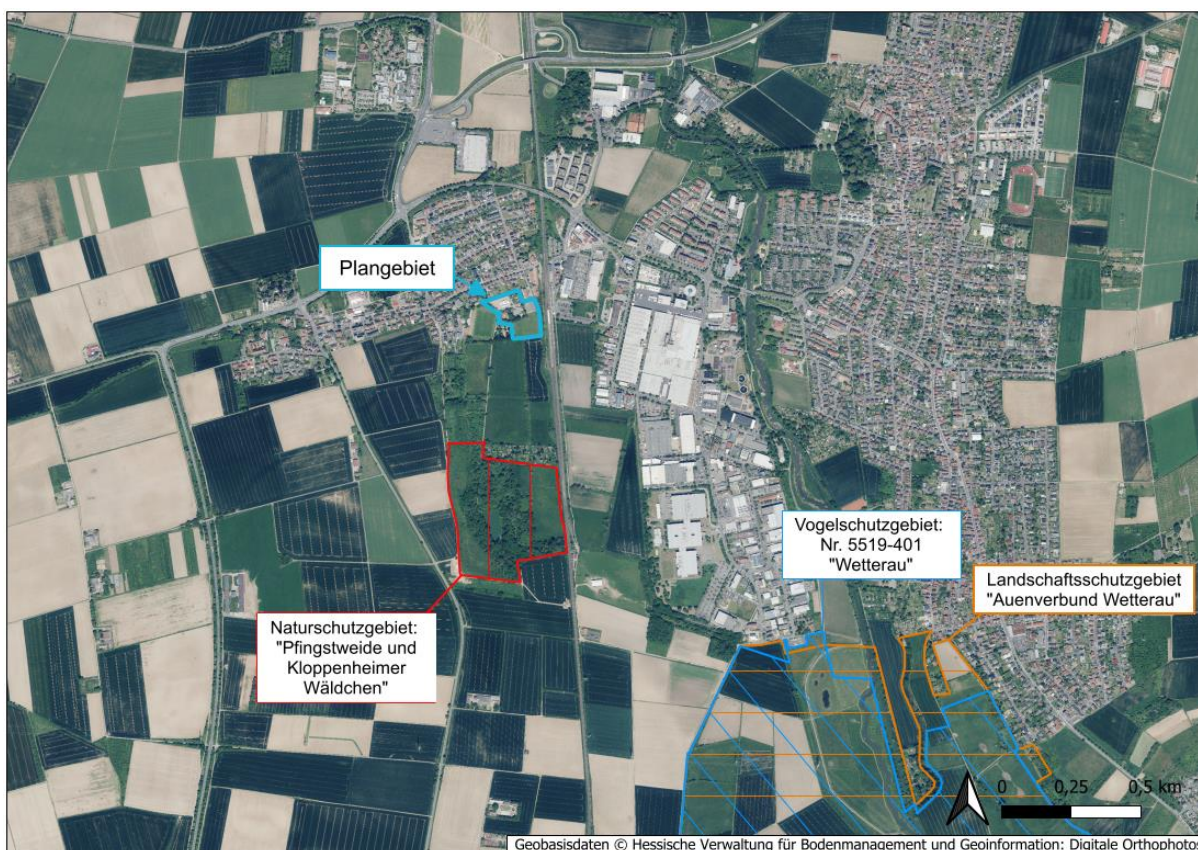 Plangebiet
Vogelschutzgebiet:
Nr. 5519-401
"Wetterau"
Landschaftsschutzgebiet
"Auenverbund Wetterau"
Naturschutzgebiet:
"Pfingstweide und
Kloppenheimer
Wäldchen"
0 0,25 0,5 km
Geobasisdaten © Hessische Verwaltung für Bodenmanagement und Geoinformation: Digitale Orthophotos